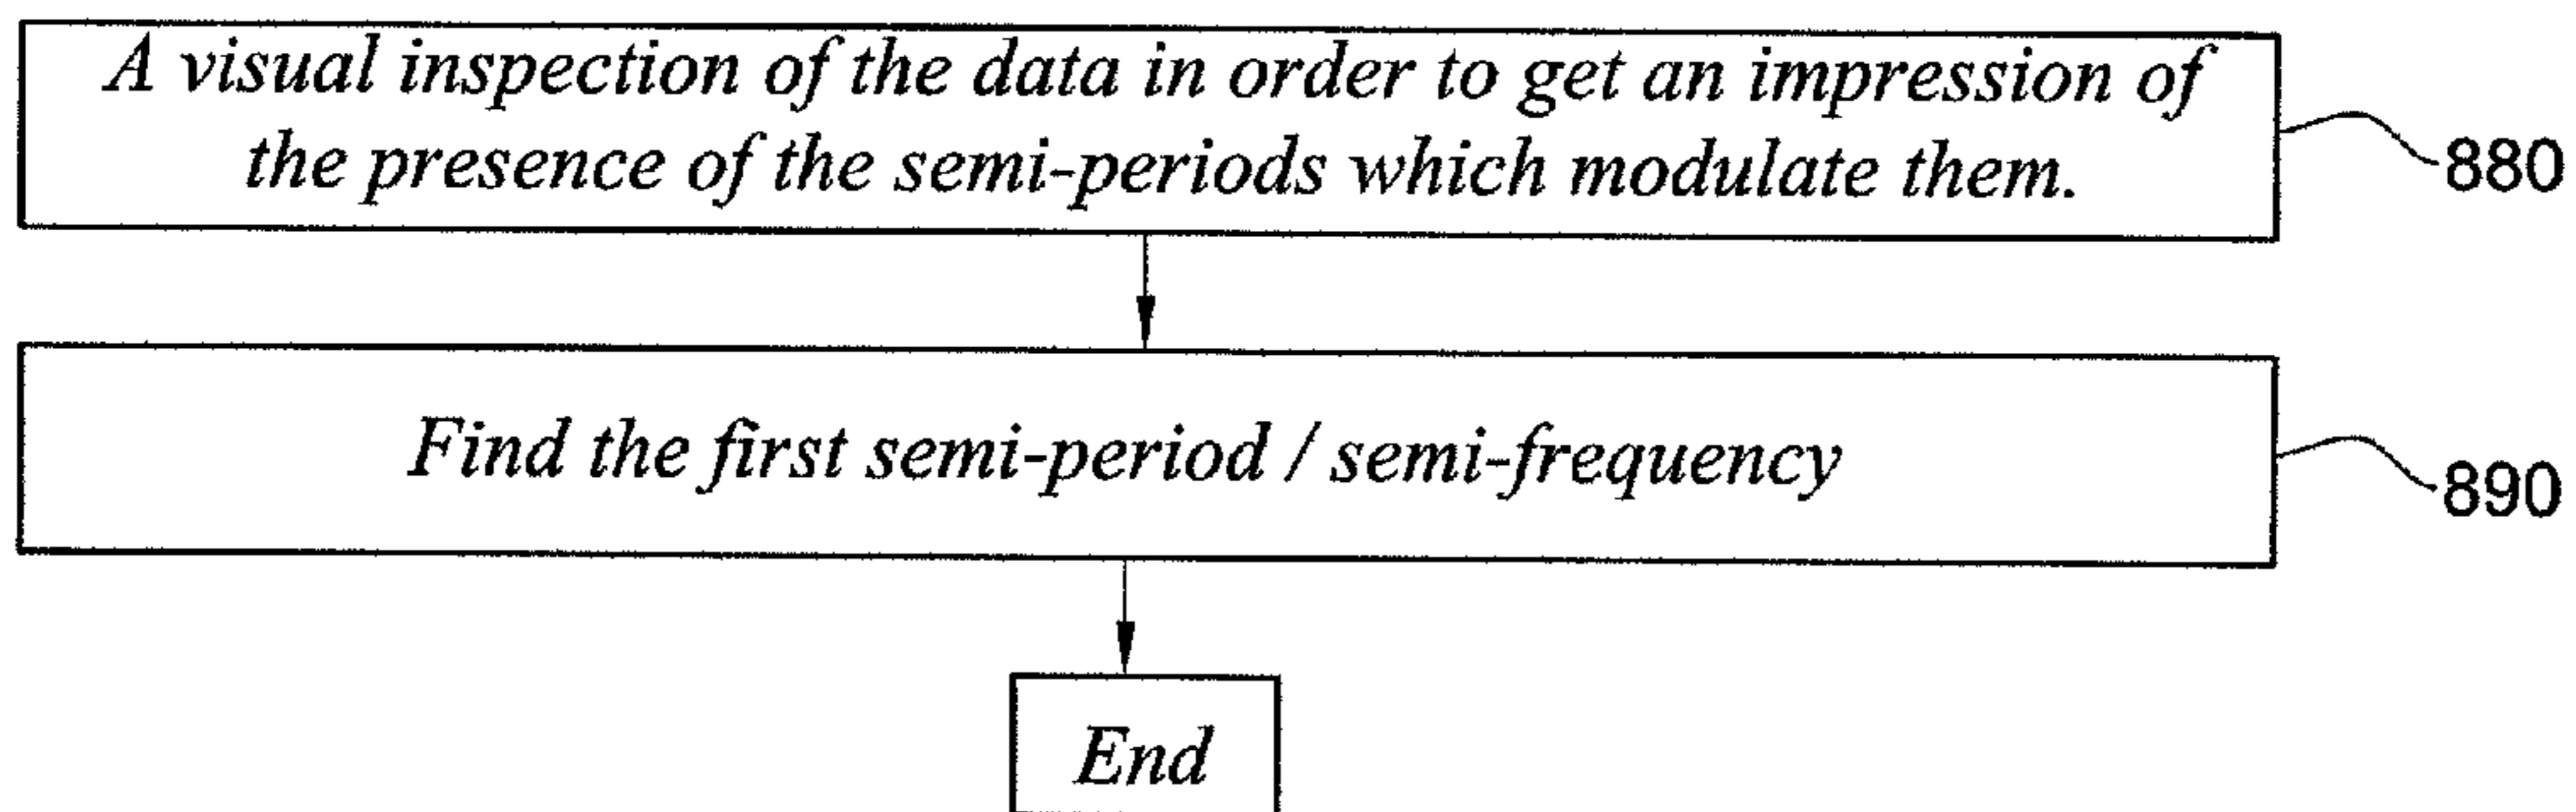 A visual inspection of the data in order to get an impression of
the presence of the semi-periods which modulate them.
880
Find the first semi-period / semi-frequency
890
End